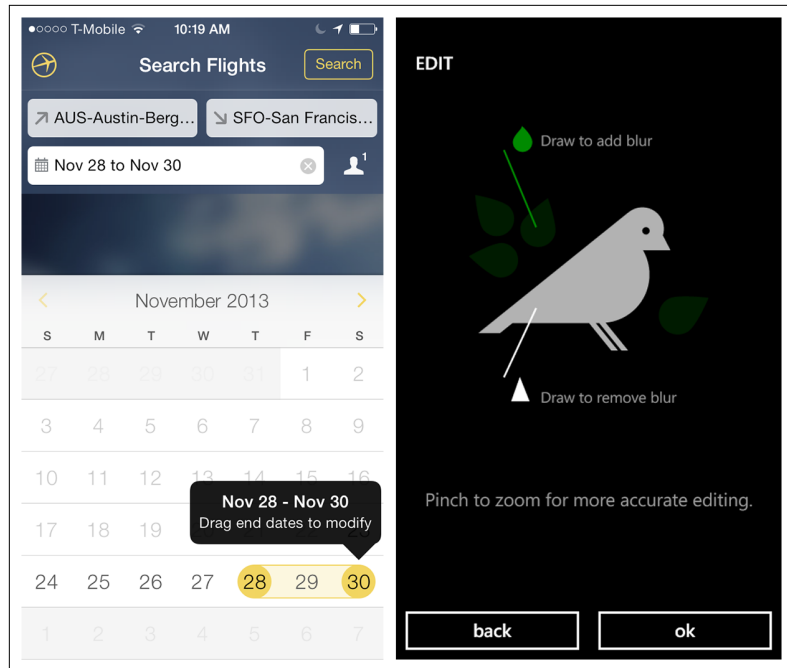 T-Mobile 10:19 AM
Search Flights Search
AUS-Austin-Berg... SFO-San Francis...
Nov 28 to Nov 30 1
November 2013
S M T W T F S
27 28 29 30 31 1 2
3 4 5 6 7 8 9
10 11 12 13 14 15 16
Nov 28 - Nov 30
Drag end dates to modify
17 18 19 23
24 25 26 27 28 29 30
1 2 3 4 5 6 7
EDIT
Draw to add blur
Draw to remove blur
Pinch to zoom for more accurate editing.
back ok